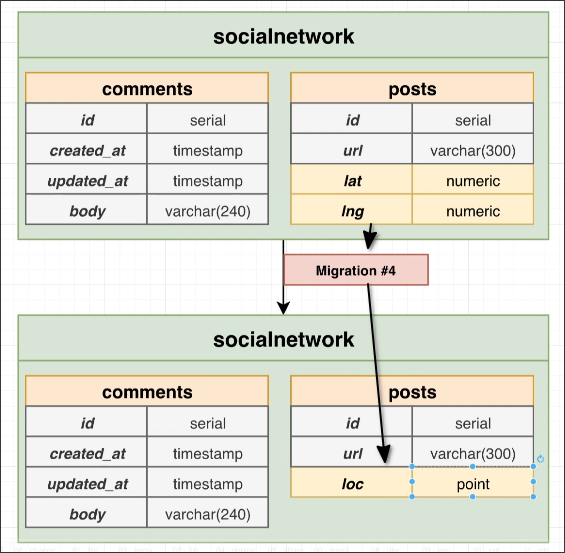 socialnetwork
comments posts
id serial id serial
created_at timestamp url varchar(300)
updated_at timestamp lat numeric
body varchar(240) lng numeric
Migration #4
socialnetwork
comments posts
id serial id serial
created_at timestamp url varchar(300)
updated_at timestamp loc point
body varchar(240)